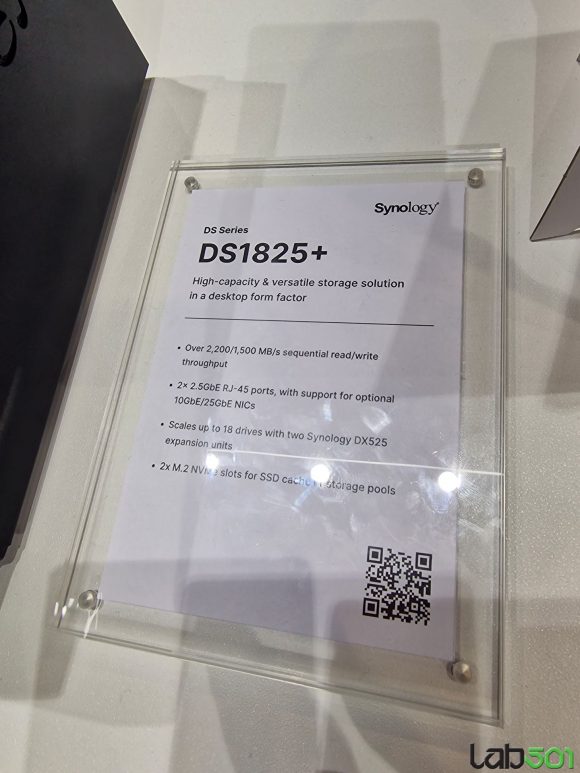 Synology®
DS Series
DS1825+
High-capacity & versatile storage solution
in a desktop form factor
• Over 2,200/1,500 MB/s sequential read/write
throughput
• 2× 2.5GbE RJ-45 ports, with support for optional
10GbE/25GbE NICs
• Scales up to 18 drives with two Synology DX525
expansion units
• 2x M.2 NVMe slots for SSD cache storage pools
Lab501